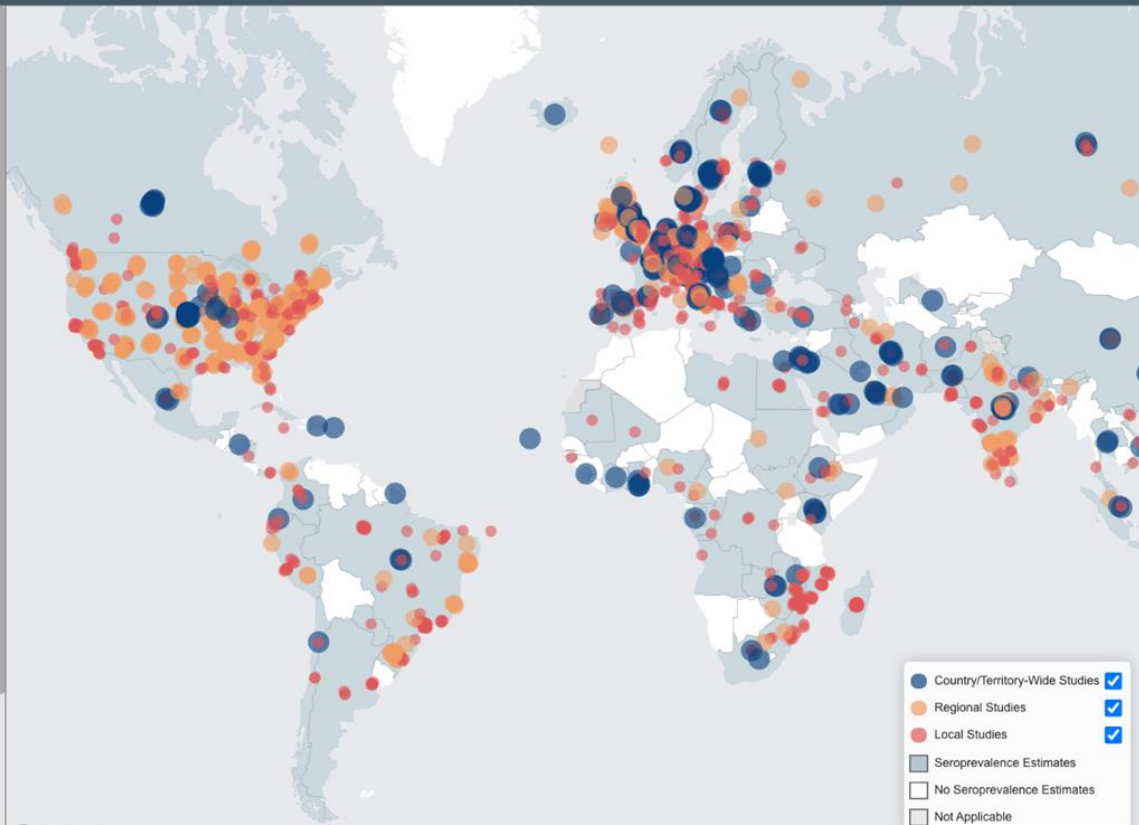 Country/Territory-Wide Studies
Regional Studies
Local Studies
Seroprevalence Estimates
No Seroprevalence Estimates
Not Applicable